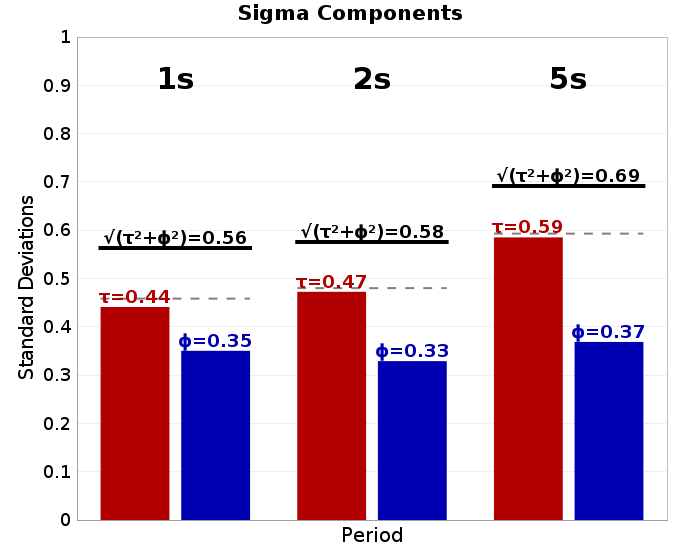 Sigma Components
1
0.9
0.8
0.7
0.6
0.5
0.4
0.3
0.2
0.1
0
Standard Deviations
1s
2s
5s
√(τ²+ϕ²)=0.56
√(τ²+ϕ²)=0.58
√(τ²+ϕ²)=0.69
τ=0.44
ϕ=0.35
τ=0.47
ϕ=0.33
τ=0.59
ϕ=0.37
Period